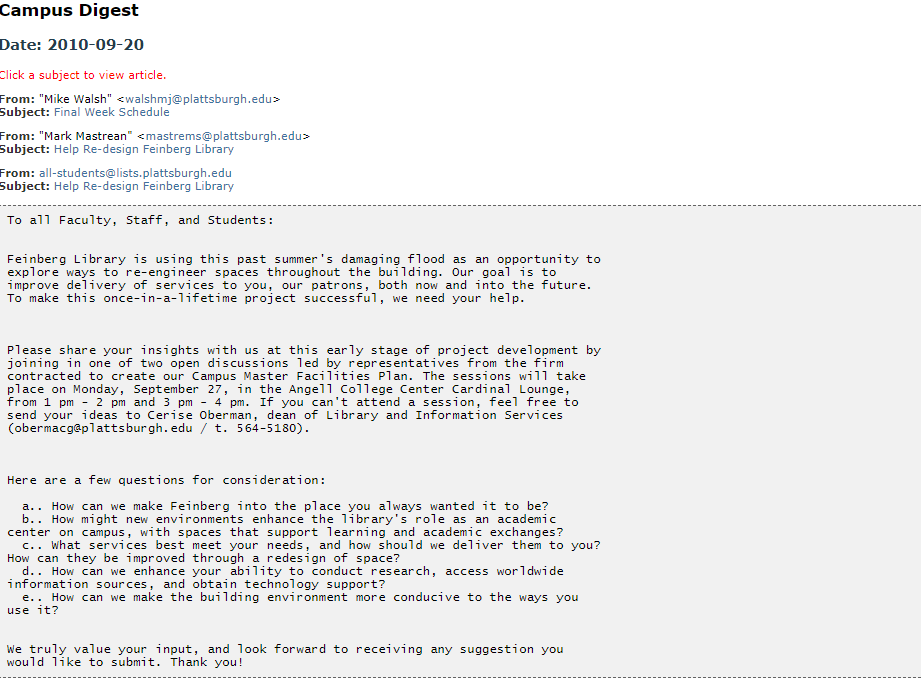 Campus Digest
Date: 2010-09-20
Click a subject to view article.
From: "Mike Walsh" <walshmj@plattsburgh.edu>
Subject: Final Week Schedule
From: "Mark Mastrean" <mastrems@plattsburgh.edu>
Subject: Help Re-design Feinberg Library
From: all-students@lists.plattsburgh.edu
Subject: Help Re-design Feinberg Library
To all Faculty, Staff, and Students:
Feinberg Library is using this past summer's damaging flood as an opportunity to
explore ways to re-engineer spaces throughout the building. Our goal is to
improve delivery of services to you, our patrons, both now and into the future.
To make this once-in-a-lifetime project successful, we need your help.
Please share your insights with us at this early stage of project development by
joining in one of two open discussions led by representatives from the firm
contracted to create our Campus Master Facilities Plan. The sessions will take
place on Monday, September 27, in the Angell College Center Cardinal Lounge,
from 1 pm - 2 pm and 3 pm - 4 pm. If you can't attend a session, feel free to
send your ideas to Cerise Oberman, dean of Library and Information Services
(obermacg@plattsburgh.edu / t. 564-5180).
Here are a few questions for consideration:
a.. How can we make Feinberg into the place you always wanted it to be?
b.. How might new environments enhance the library's role as an academic
center on campus, with spaces that support learning and academic exchanges?
c.. What services best meet your needs, and how should we deliver them to you?
How can they be improved through a redesign of space?
d.. How can we enhance your ability to conduct research, access worldwide
information sources, and obtain technology support?
e.. How can we make the building environment more conducive to the ways you
use it?
We truly value your input, and look forward to receiving any suggestion you
would like to submit. Thank you!